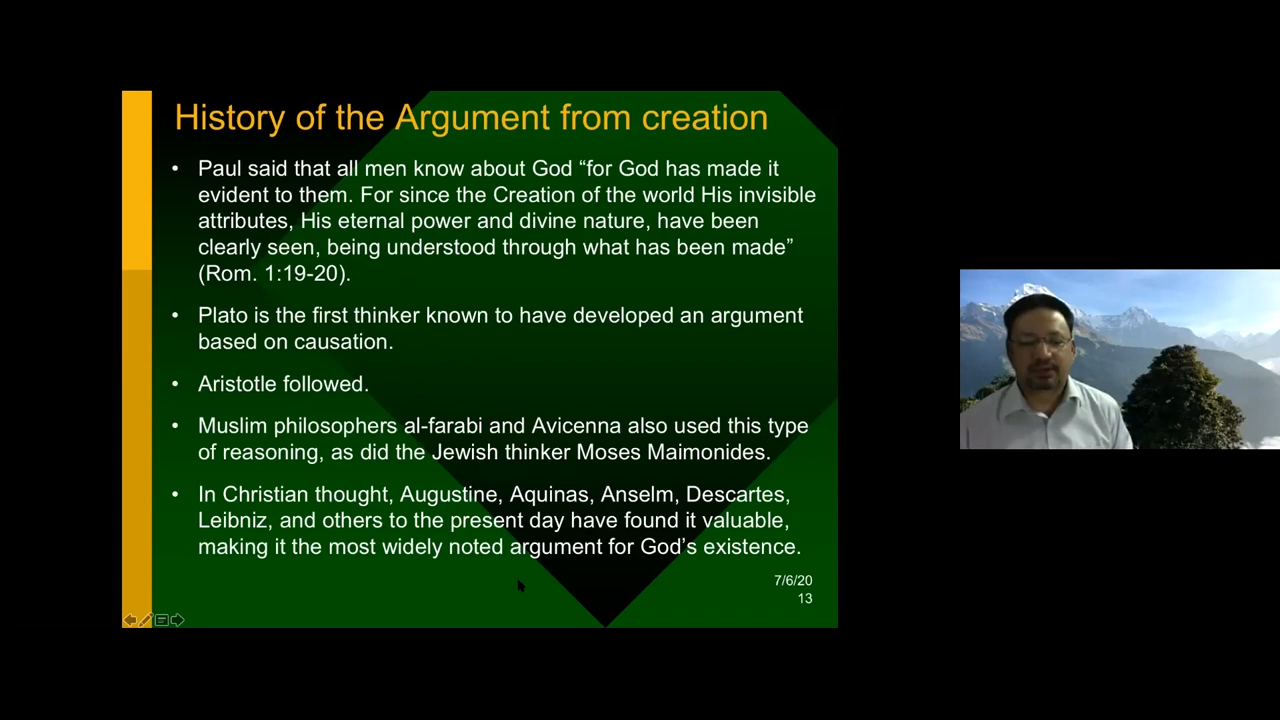 History of the Argument from creation
• Paul said that all men know about God “for God has made it
evident to them. For since the Creation of the world His invisible
attributes, His eternal power and divine nature, have been
clearly seen, being understood through what has been made”
(Rom. 1:19-20).
• Plato is the first thinker known to have developed an argument
based on causation.
• Aristotle followed.
• Muslim philosophers al-farabi and Avicenna also used this type
of reasoning, as did the Jewish thinker Moses Maimonides.
• In Christian thought, Augustine, Aquinas, Anselm, Descartes,
Leibniz, and others to the present day have found it valuable,
making it the most widely noted argument for God’s existence.
7/6/20
13